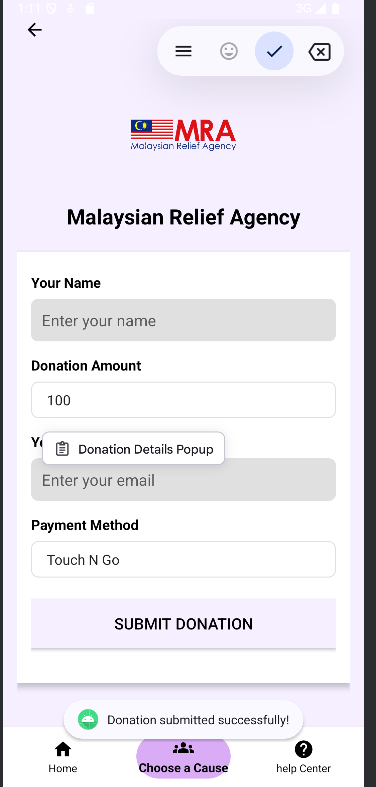 1:11
3G
MRA
Malaysian Relief Agency
Malaysian Relief Agency
Your Name
Enter your name
Donation Amount
100
Donation Details Popup
Enter your email
Payment Method
Touch N Go
SUBMIT DONATION
Donation submitted successfully!
Home
Choose a Cause
help Center